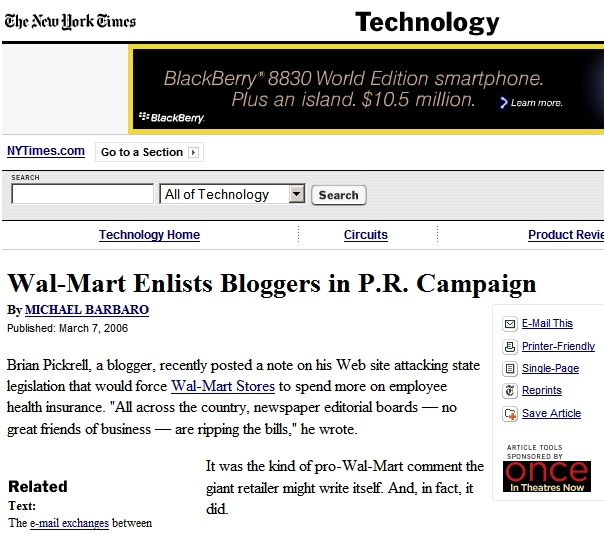 The New York Times
Technology
BlackBerry® 8830 World Edition smartphone.
Plus an island. $10.5 million.
Learn more.
BlackBerry
NYTimes.com
Go to a Section
SEARCH
All of Technology
Search
Technology Home
Circuits
Product Revie
Wal-Mart Enlists Bloggers in P.R. Campaign
By MICHAEL BARBARO
Published: March 7, 2006
E-Mail This
Printer-Friendly
Single-Page
Reprints
Save Article
ARTICLE TOOLS
SPONSORED BY
once
In Theatres Now
Brian Pickrell, a blogger, recently posted a note on his Web site attacking state
legislation that would force Wal-Mart Stores to spend more on employee
health insurance. "All across the country, newspaper editorial boards — no
great friends of business — are ripping the bills," he wrote.
It was the kind of pro-Wal-Mart comment the
giant retailer might write itself. And, in fact, it
did.
Related
Text:
The e-mail exchanges between